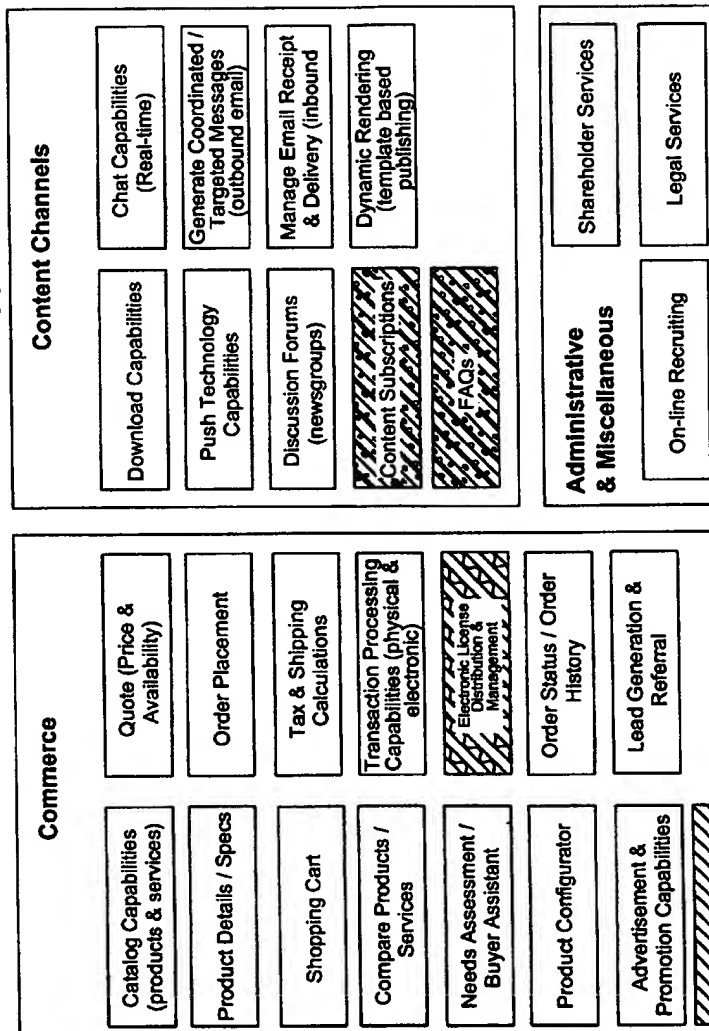 Commerce
Catalog Capabilities
(products & services)
Product Details / Specs
Shopping Cart
Compare Products /
Services
Needs Assessment /
Buyer Assistant
Product Configurator
Advertisement &
Promotion Capabilities
Quote (Price &
Availability)
Order Placement
Tax & Shipping
Calculations
Transaction Processing
Capabilities (physical &
electronic)
Electronic License
Distribution &
Management
Order Status / Order
History
Lead Generation &
Referral
Content Channels
Download Capabilities
Push Technology
Capabilities
Discussion Forums
(newsgroups)
Content Subscriptions
FAQs
Chat Capabilities
(Real-time)
Generate Coordinated /
Targeted Messages
(outbound email)
Manage Email Receipt
& Delivery (inbound)
Dynamic Rendering
(template based
publishing)
Administrative
& Miscellaneous
On-line Recruiting
Shareholder Services
Legal Services